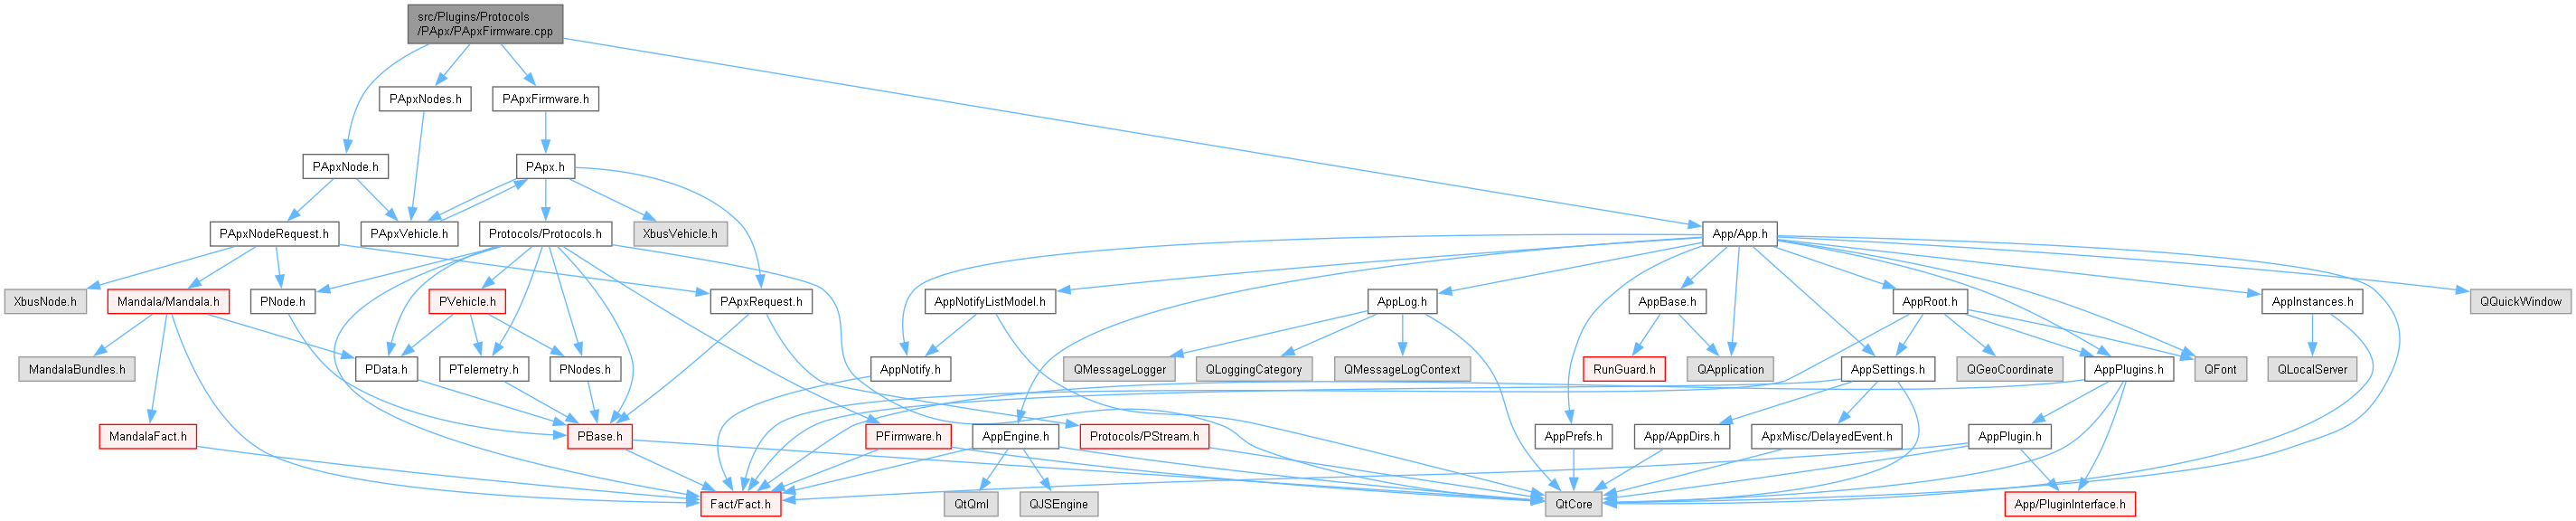 src/Plugins/Protocols
/PApx/PApxFirmware.cpp
PApxNodes.h
PApxFirmware.h
PApxNode.h
PApx.h
PApxNodeRequest.h
PApxVehicle.h
Protocols/Protocols.h
XbusVehicle.h
App/App.h
XbusNode.h
Mandala/Mandala.h
PNode.h
PVehicle.h
PApxRequest.h
AppNotifyListModel.h
AppLog.h
AppBase.h
AppRoot.h
AppInstances.h
QQuickWindow
MandalaBundles.h
PData.h
PTelemetry.h
PNodes.h
AppNotify.h
QMessageLogger
QLoggingCategory
QMessageLogContext
RunGuard.h
QApplication
AppSettings.h
QGeoCoordinate
AppPlugins.h
QFont
QLocalServer
MandalaFact.h
PBase.h
PFirmware.h
AppEngine.h
Protocols/PStream.h
AppPrefs.h
App/AppDirs.h
ApxMisc/DelayedEvent.h
AppPlugin.h
Fact/Fact.h
QtQml
QJSEngine
QtCore
App/PluginInterface.h